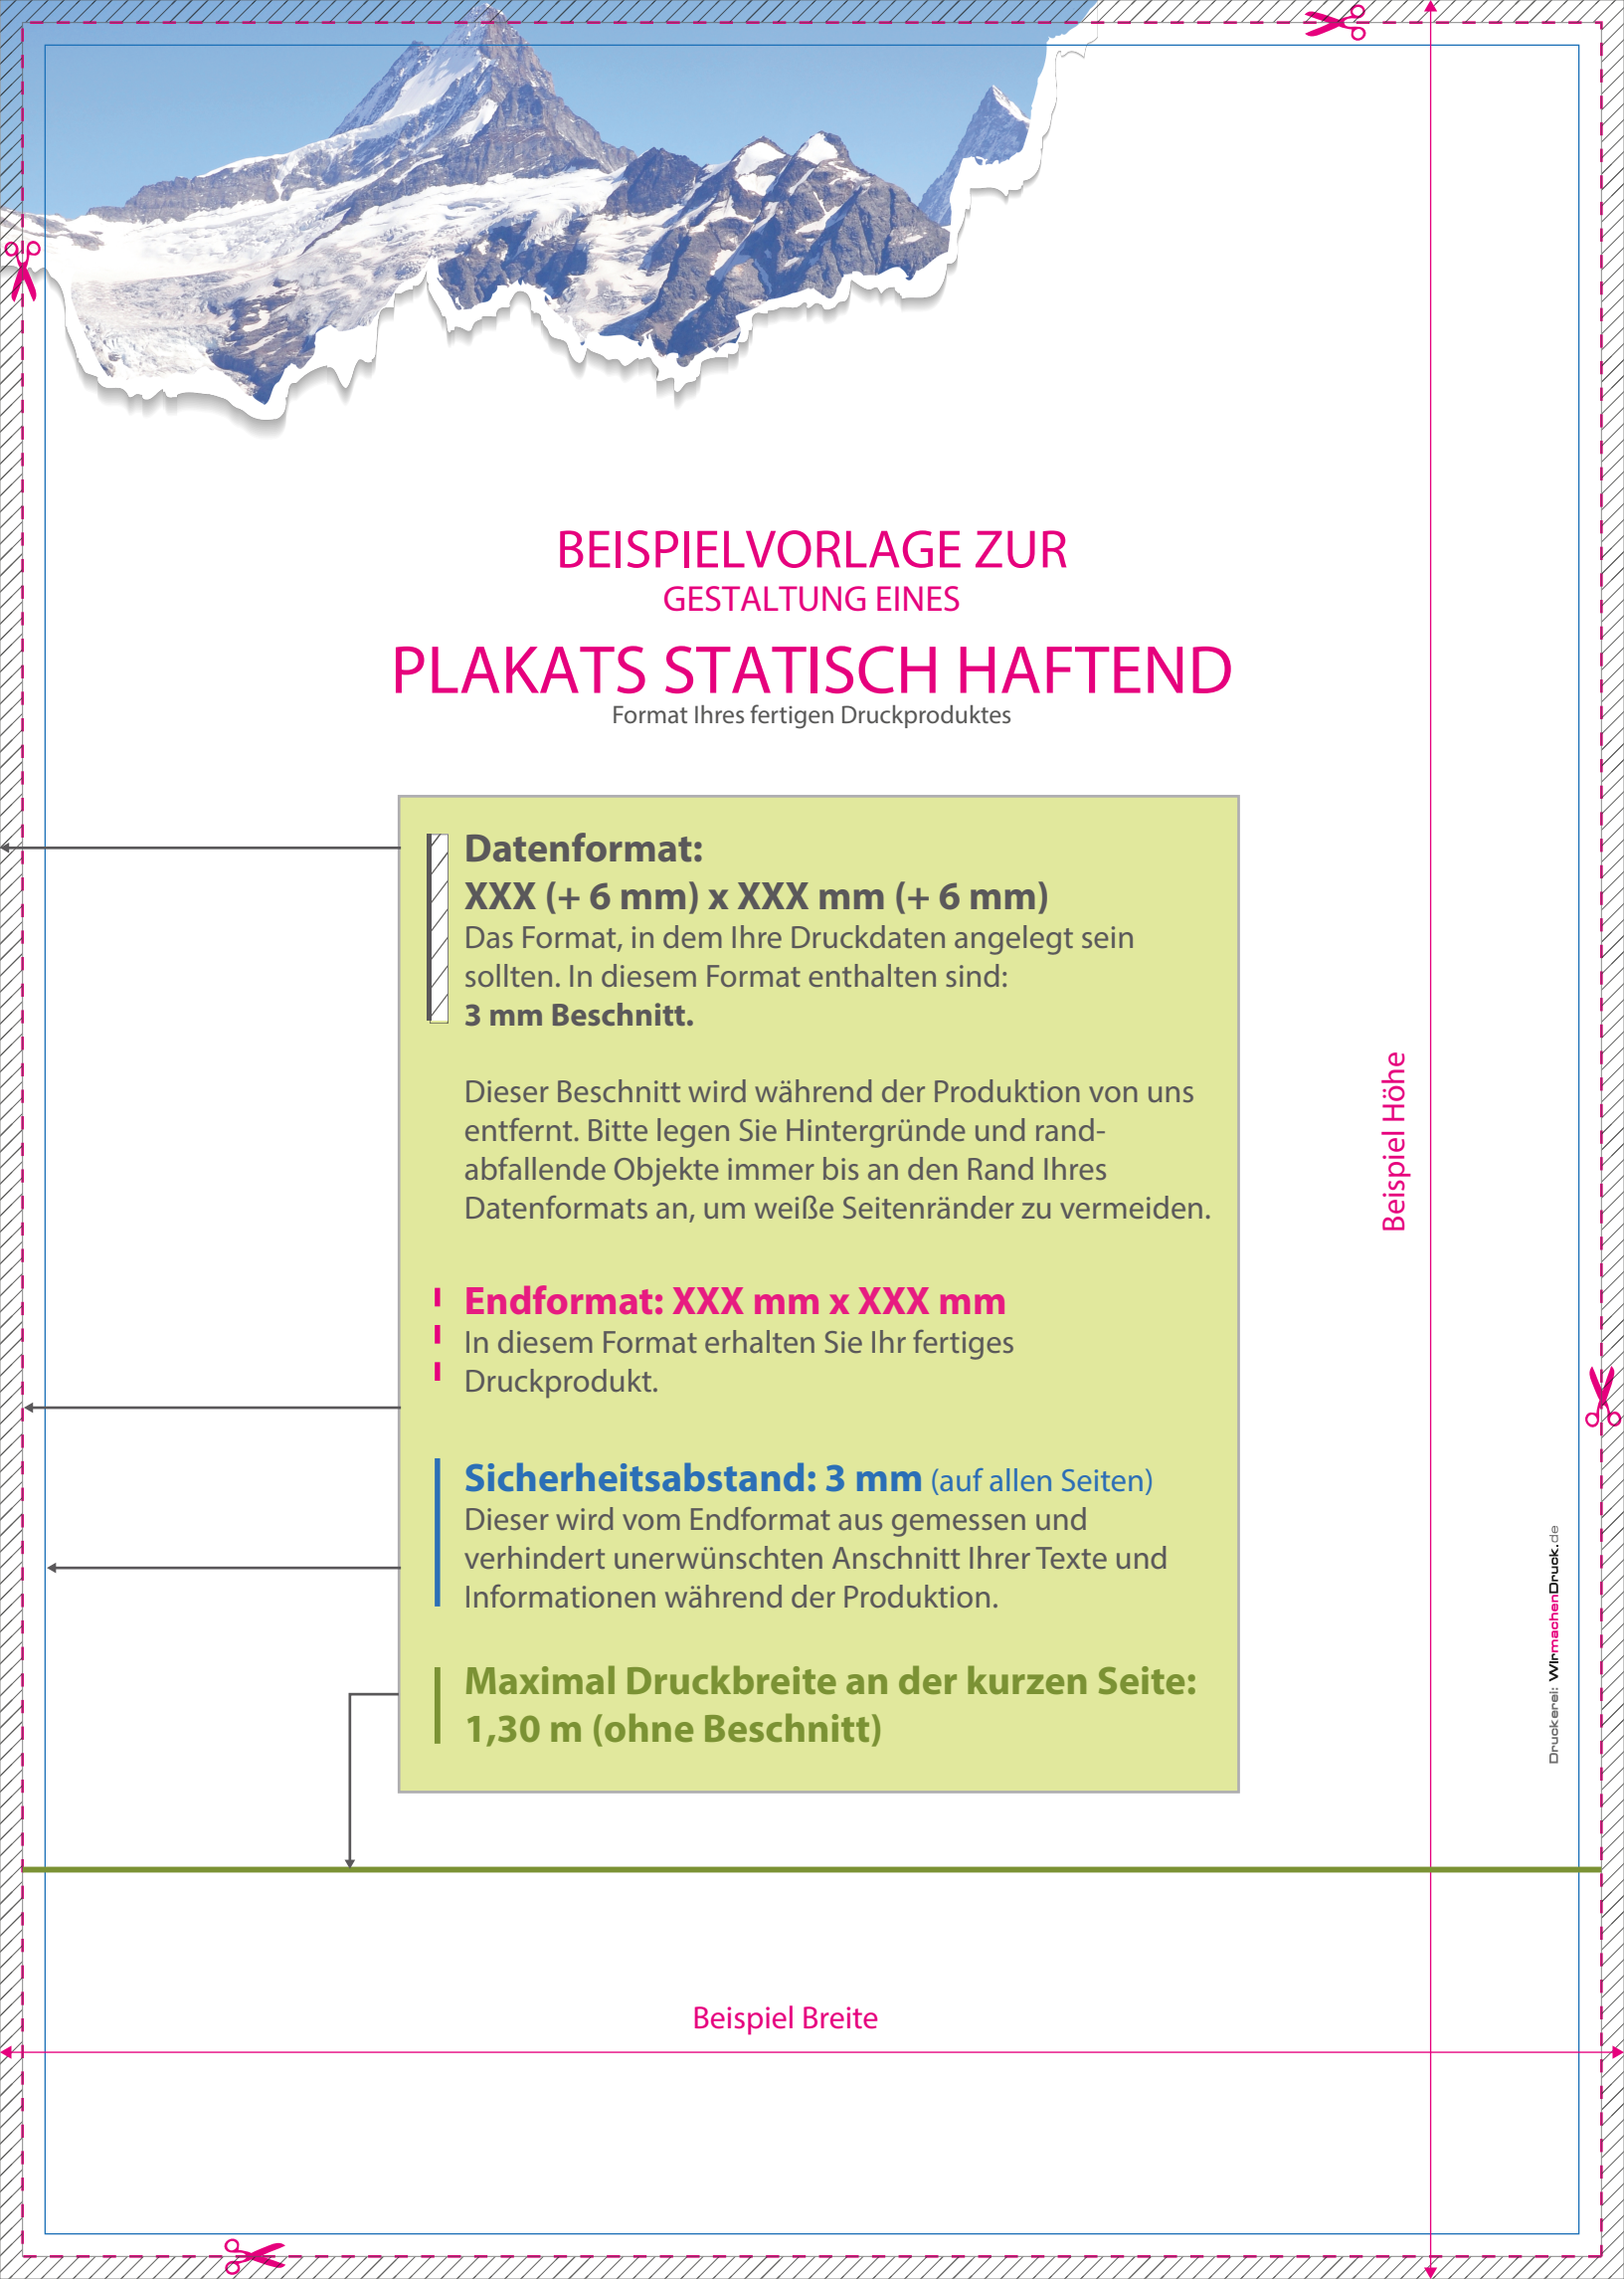 BEISPIELVORLAGE ZUR
GESTALTUNG EINES
PLAKATS STATISCH HAFTEND
Format Ihres fertigen Druckproduktes
Datenformat:
XXX (+ 6 mm) x XXX mm (+ 6 mm)
Das Format, in dem Ihre Druckdaten angelegt sein
sollten. In diesem Format enthalten sind:
3 mm Beschnitt.
Dieser Beschnitt wird während der Produktion von uns
entfernt. Bitte legen Sie Hintergründe und rand-
abfallende Objekte immer bis an den Rand Ihres
Datenformats an, um weiße Seitenränder zu vermeiden.
Endformat: XXX mm x XXX mm
In diesem Format erhalten Sie Ihr fertiges
Druckprodukt.
Sicherheitsabstand: 3 mm (auf allen Seiten)
Dieser wird vom Endformat aus gemessen und
verhindert unerwünschten Anschnitt Ihrer Texte und
Informationen während der Produktion.
Maximal Druckbreite an der kurzen Seite:
1,30 m (ohne Beschnitt)
Beispiel Höhe
Druckerei: WIrmachenDruck.de
Beispiel Breite